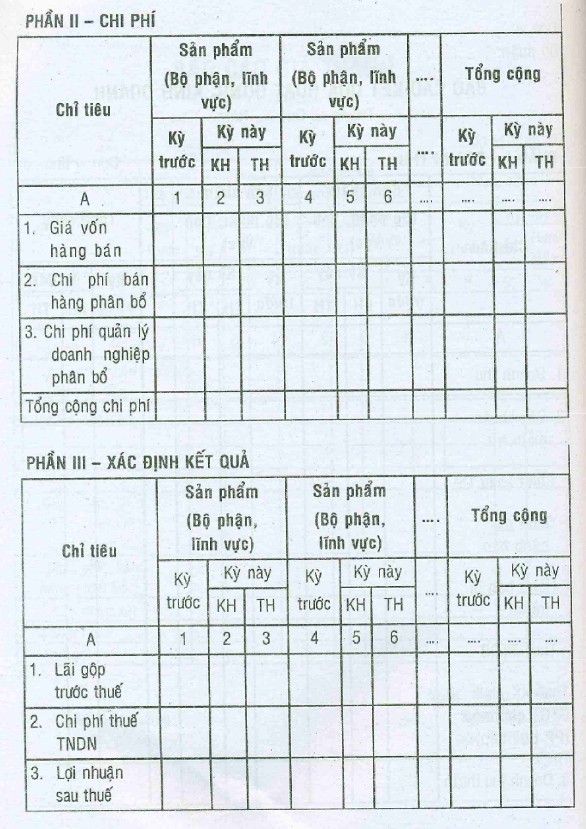 PHẦN II – CHI PHÍ
Chỉ tiêu
Sản phẩm
(Bộ phận, lĩnh
vực)
Sản phẩm
(Bộ phận, lĩnh
vực)
....
Tổng cộng
Kỳ
trước
Kỳ này
KH TH
Kỳ
trước
Kỳ này
KH TH
....
Kỳ
trước
Kỳ này
KH TH
A 1 2 3 4 5 6 .... .... .... ....
1. Giá vốn
hàng bán
2. Chi phí bán
hàng phân bổ
3. Chi phí quản lý
doanh nghiệp
phân bổ
Tổng cộng chi phí
PHẦN III – XÁC ĐỊNH KẾT QUẢ
Chỉ tiêu
Sản phẩm
(Bộ phận,
lĩnh vực)
Sản phẩm
(Bộ phận,
lĩnh vực)
....
Tổng cộng
Kỳ
trước
Kỳ này
KH TH
Kỳ
trước
Kỳ này
KH TH
....
Kỳ
trước
Kỳ này
KH TH
A 1 2 3 4 5 6 .... .... .... ....
1. Lãi gộp
trước thuế
2. Chi phí thuế
TNDN
3. Lợi nhuận
sau thuế